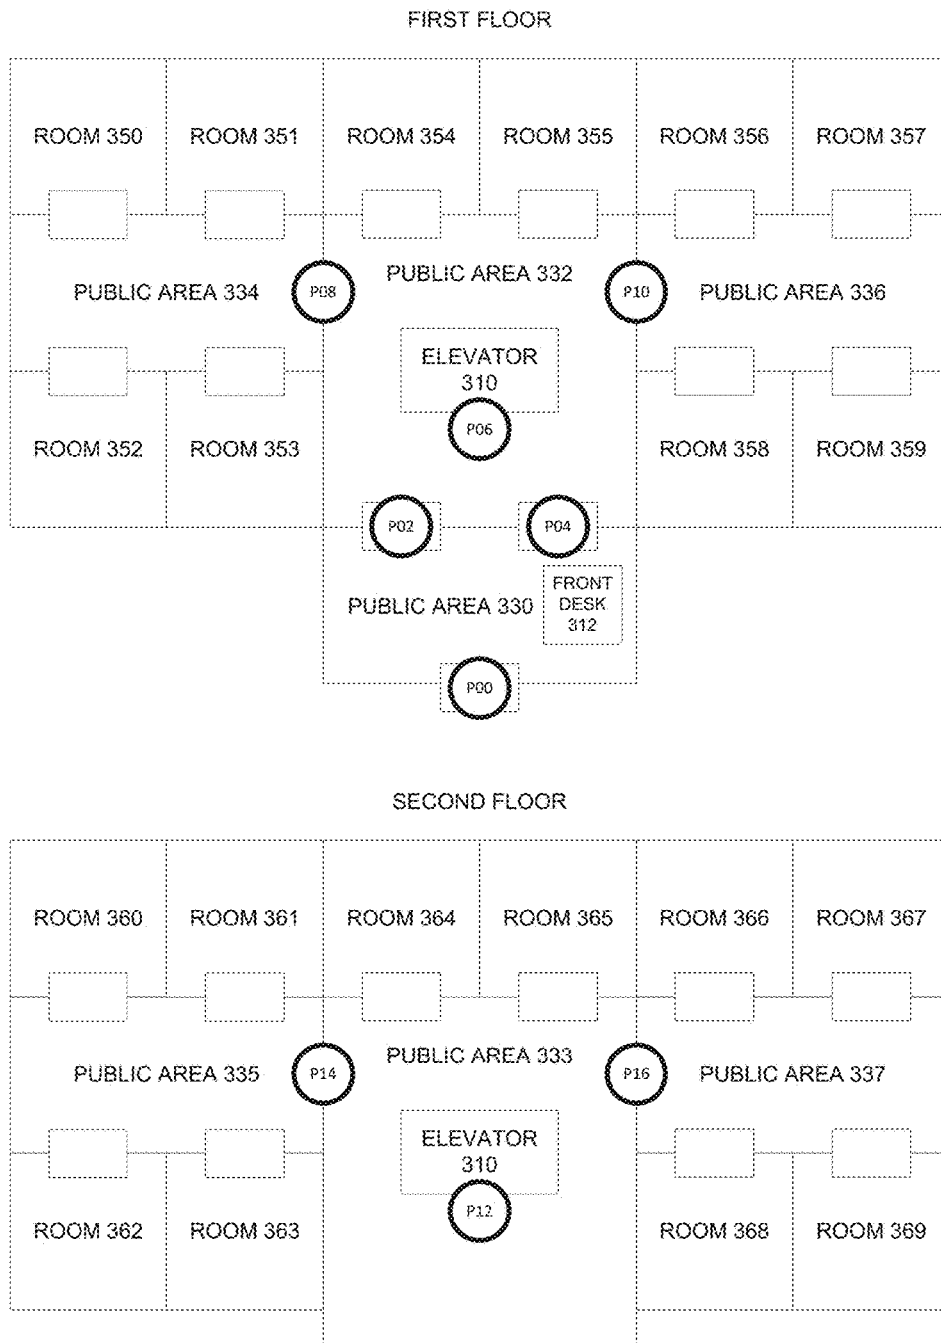 FIRST FLOOR
ROOM 350 ROOM 351 ROOM 354 ROOM 355 ROOM 356 ROOM 357
PUBLIC AREA 334 P08 PUBLIC AREA 332 P10 PUBLIC AREA 336
ELEVATOR
310
P06
ROOM 352 ROOM 353 ROOM 358 ROOM 359
P02 P04
PUBLIC AREA 330
FRONT
DESK
312
P00
SECOND FLOOR
ROOM 360 ROOM 361 ROOM 364 ROOM 365 ROOM 366 ROOM 367
PUBLIC AREA 335 P14 PUBLIC AREA 333 P16 PUBLIC AREA 337
ELEVATOR
310
P12
ROOM 362 ROOM 363 ROOM 368 ROOM 369